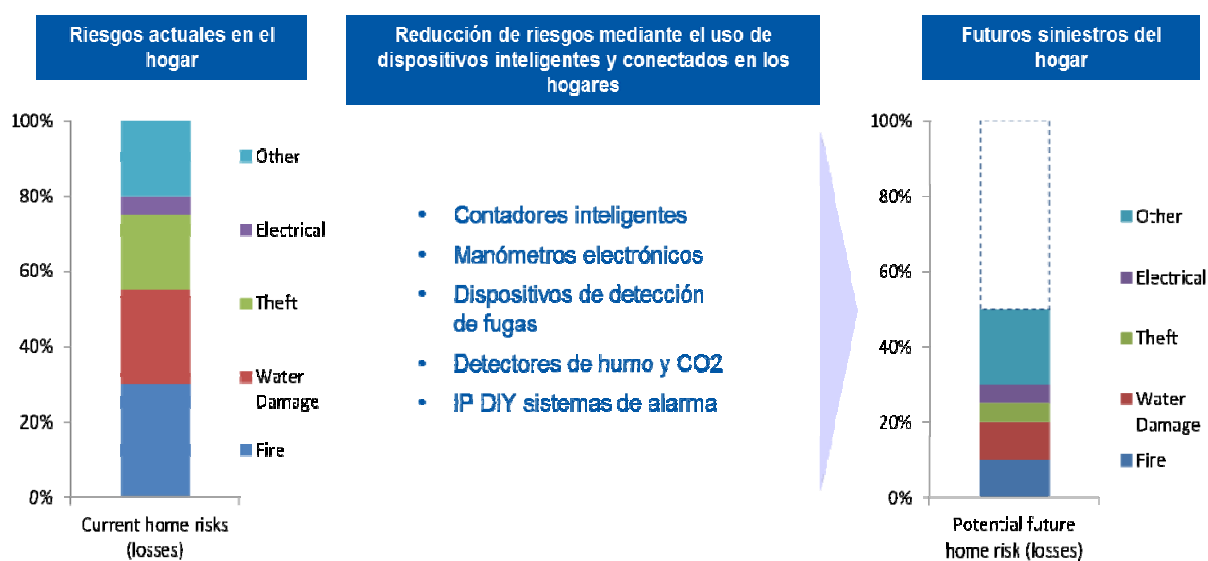 Riesgos actuales en el
hogar
Reducción de riesgos mediante el uso de
dispositivos inteligentes y conectados en los
hogares
Futuros siniestros del
hogar
100%
80%
60%
40%
20%
0%
Other
Electrical
Theft
Water
Damage
Fire
Current home risks
(losses)
• Contadores inteligentes
• Manómetros electrónicos
• Dispositivos de detección
de fugas
• Detectores de humo y CO2
• IP DIY sistemas de alarma
100%
80%
60%
40%
20%
0%
Other
Electrical
Theft
Water
Damage
Fire
Potential future
home risk (losses)